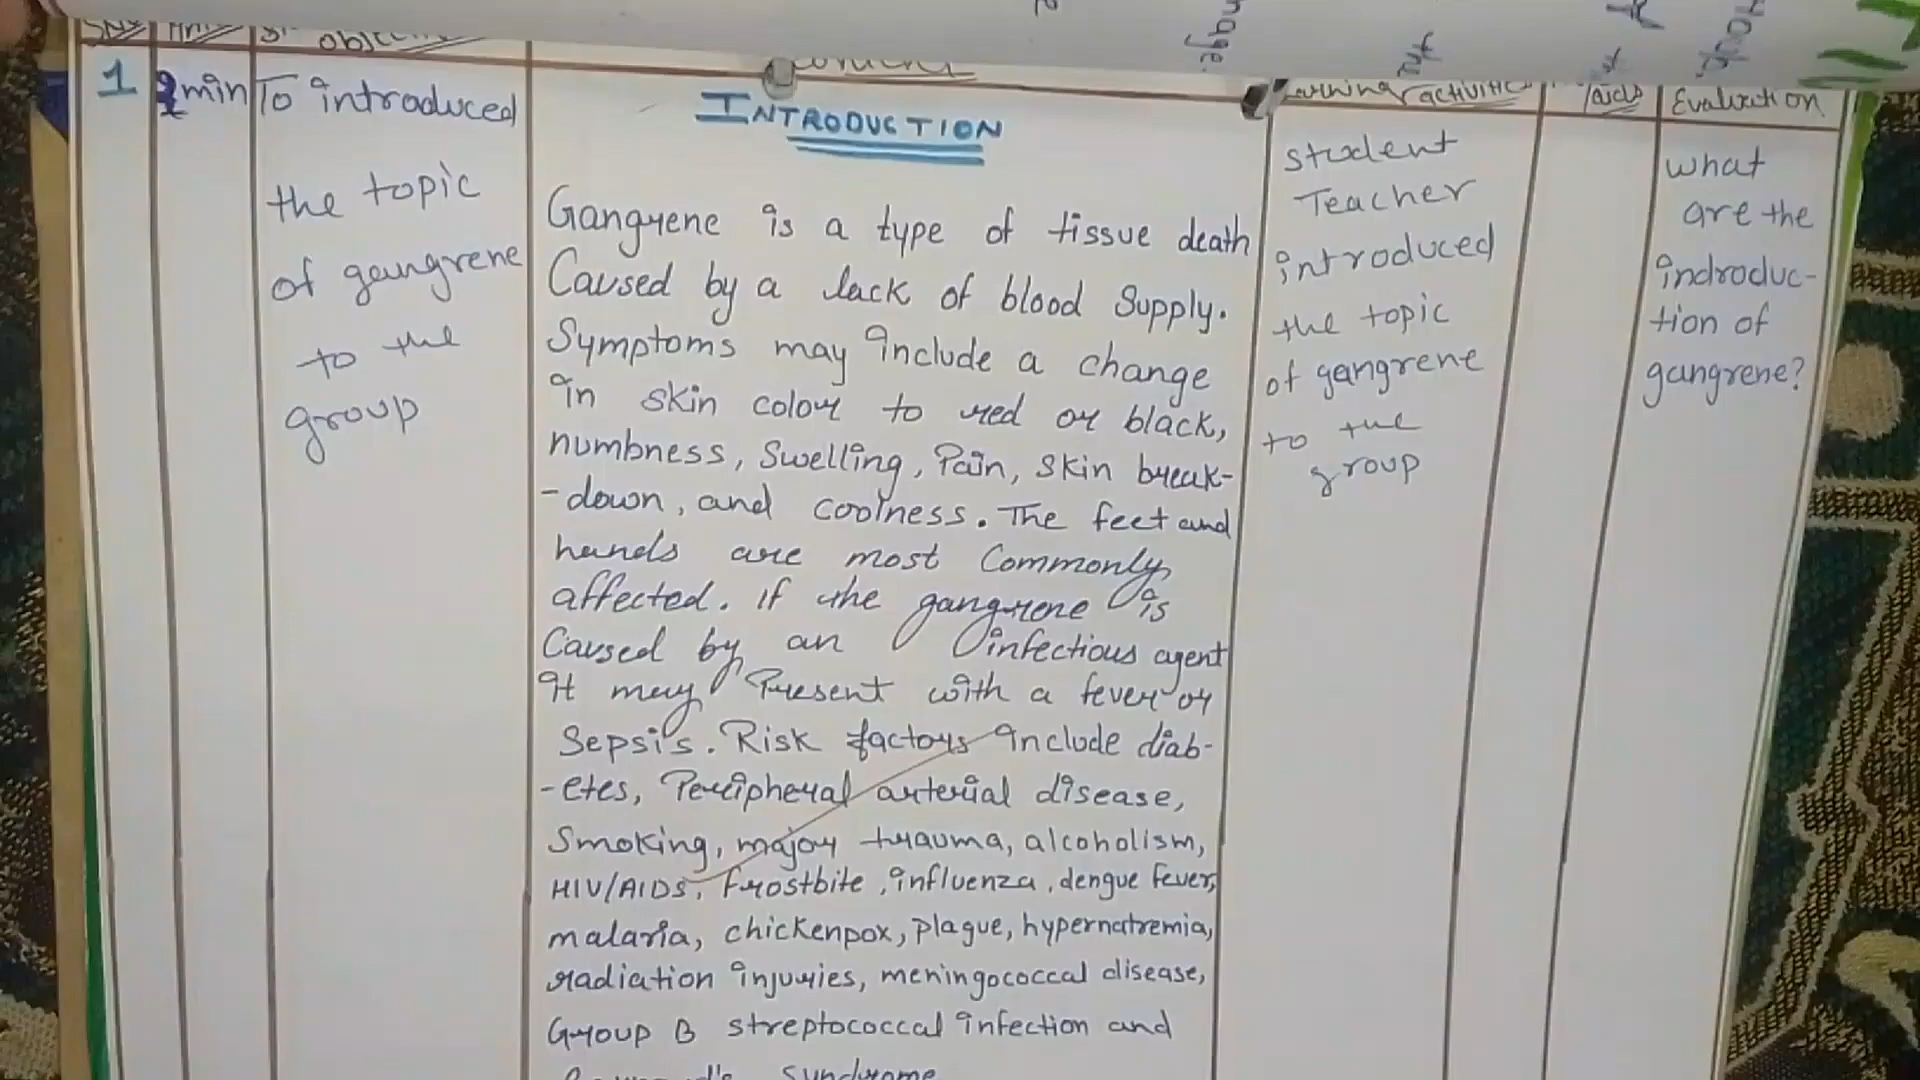 1
2min
To introduced
the topic
of gangrene
to the
group
INTRODUCTION
Gangrene is a type of tissue death
Caused by a lack of blood Supply.
Symptoms may include a change
in skin colour to red or black,
numbness, Swelling, Pain, skin break-
-down, and coolness. The feet and
hands are most Commonly
affected. if the gangrene is
Caused by an infectious agent
It may Present with a fever or
Sepsis. Risk factors include diab-
-etes, Peripheral arterial disease,
Smoking, major trauma, alcoholism,
HIV/AIDS, frostbite, influenza, dengue fever,
malaria, chickenpox, plague, hypernatremia,
radiation injuries, meningococcal disease,
Group B streptococcal infection and
Syndrome
activities
student
Teacher
introduced
the topic
of gangrene
to the
group
aids
Evaluation
what
are the
indroduc-
tion of
gangrene?